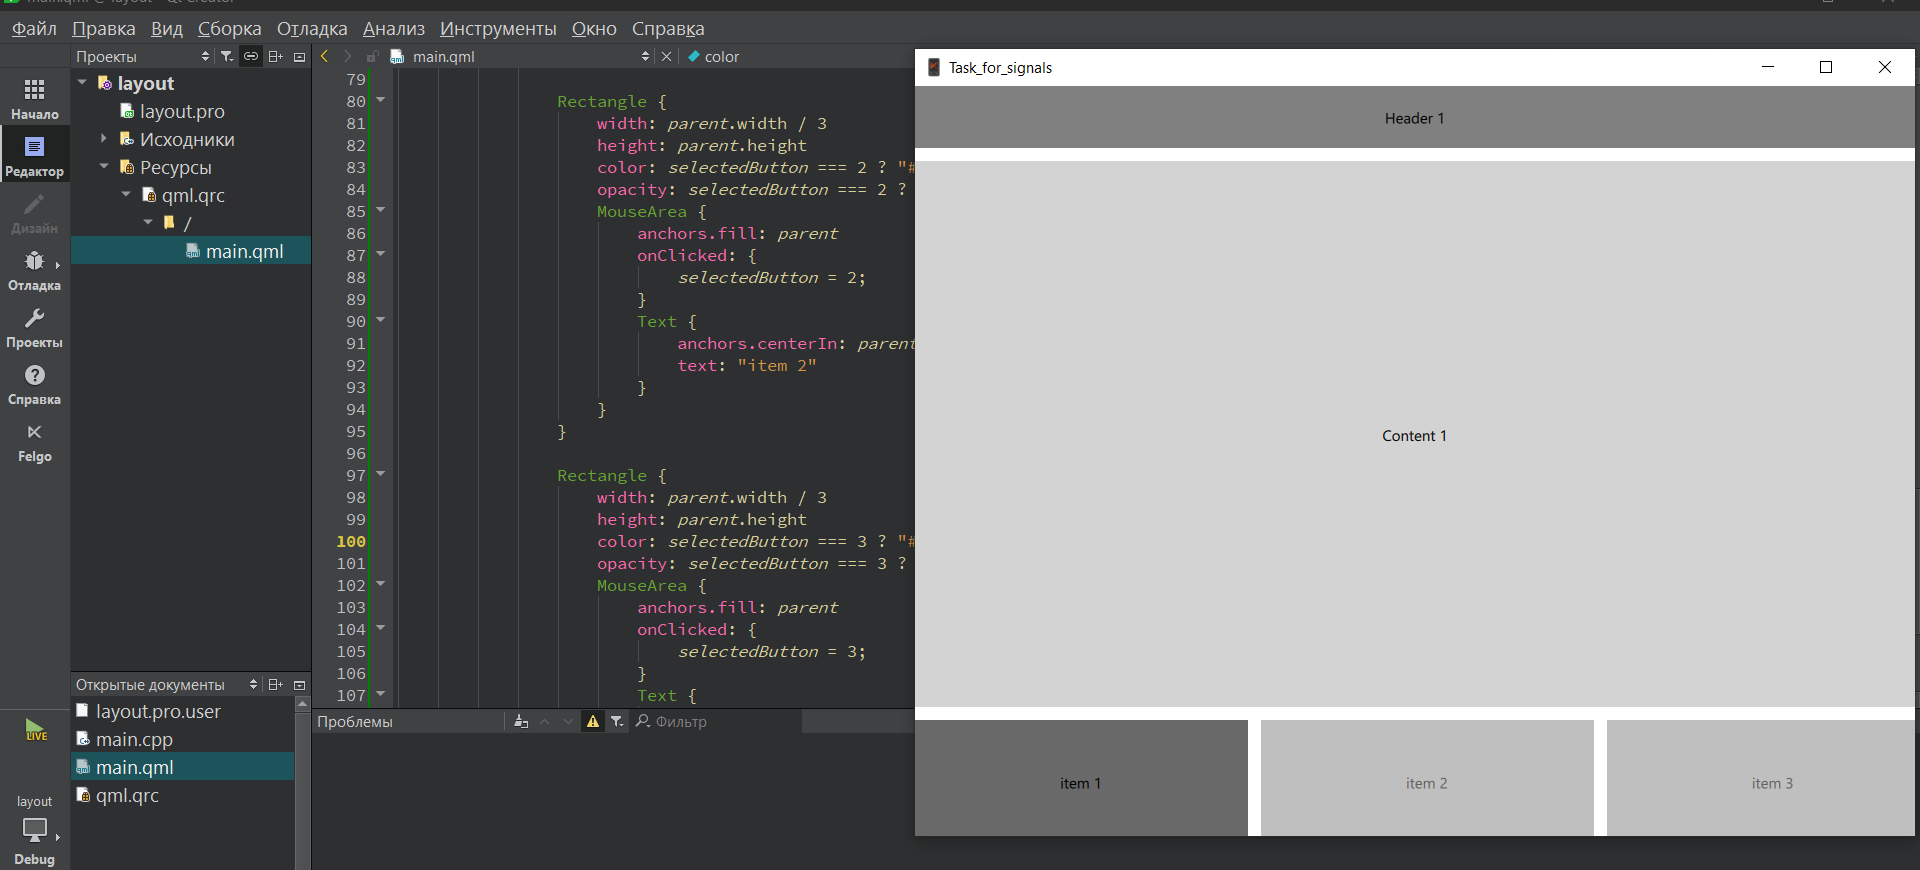 Файл Правка Вид Сборка Отладка Анализ Инструменты Окно Справка
Проекты
main.qml
color
layout
layout.pro
Исходники
Ресурсы
qml.qrc
/
main.qml
Начало
Редактор
Дизайн
Отладка
Проекты
Справка
Felgo
79
80 Rectangle {
81 width: parent.width / 3
82 height: parent.height
83 color: selectedButton === 2 ? "#
84 opacity: selectedButton === 2 ?
85 MouseArea {
86 anchors.fill: parent
87 onClicked: {
88 selectedButton = 2;
89 }
90 Text {
91 anchors.centerIn: parent
92 text: "item 2"
93 }
94 }
95 }
96
97 Rectangle {
98 width: parent.width / 3
99 height: parent.height
100 color: selectedButton === 3 ? "#
101 opacity: selectedButton === 3 ?
102 MouseArea {
103 anchors.fill: parent
104 onClicked: {
105 selectedButton = 3;
106 }
107 Text {
Task_for_signals
Header 1
Content 1
item 1
item 2
item 3
Открытые документы
layout.pro.user
main.cpp
main.qml
qml.qrc
Проблемы
Фильтр
LIVE
layout
Debug